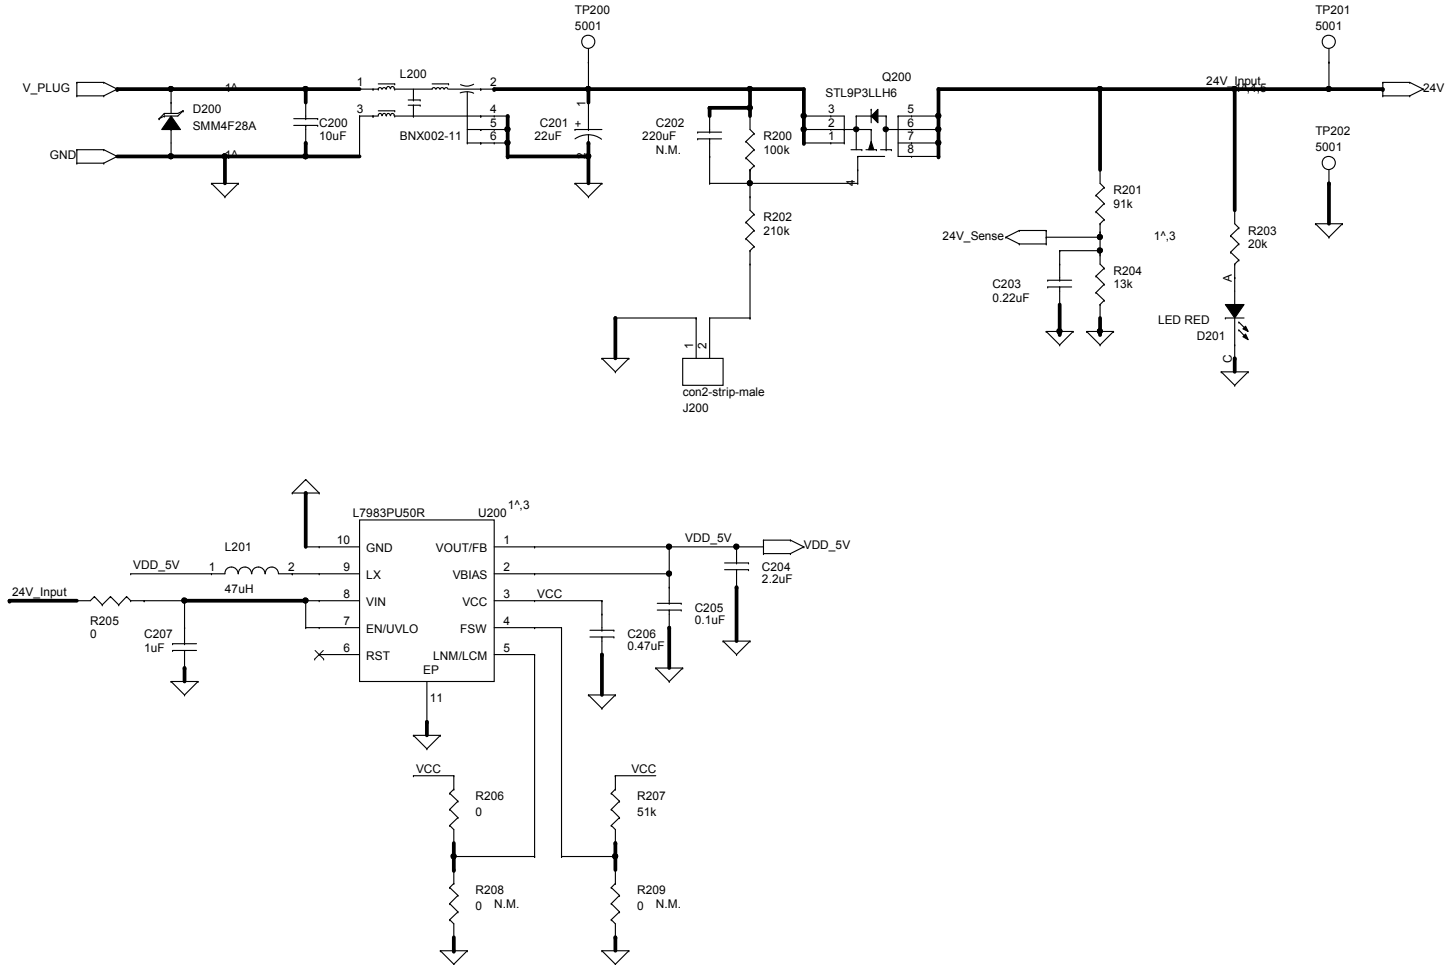 TP200
5001
TP201
5001
V_PLUG
1^
1
L200
2
Q200
STL9P3LLH6
24V_Input
24V
D200
SMM4F28A
C200
10uF
3
4
5
6
BNX002-11
1
C201
22uF
+
C202
220uF
N.M.
R200
100k
3
2
1
5
6
7
8
4
TP202
5001
GND
1^
R201
91k
R202
210k
24V_Sense
1^,3
R203
20k
C203
0.22uF
R204
13k
A
LED RED
D201
C
1
2
con2-strip-male
J200
L7983PU50R
U200
1^,3
L201
10
GND
VOUT/FB
1
VDD_5V
VDD_5V
VDD_5V
1
2
9
LX
VBIAS
2
C204
2.2uF
24V_Input
47uH
8
VIN
VCC
3
VCC
R205
0
C205
0.1uF
C207
1uF
7
EN/UVLO
FSW
4
C206
0.47uF
6
RST
LNM/LCM
5
EP
11
VCC
VCC
R206
0
R207
51k
R208
0 N.M.
R209
0 N.M.